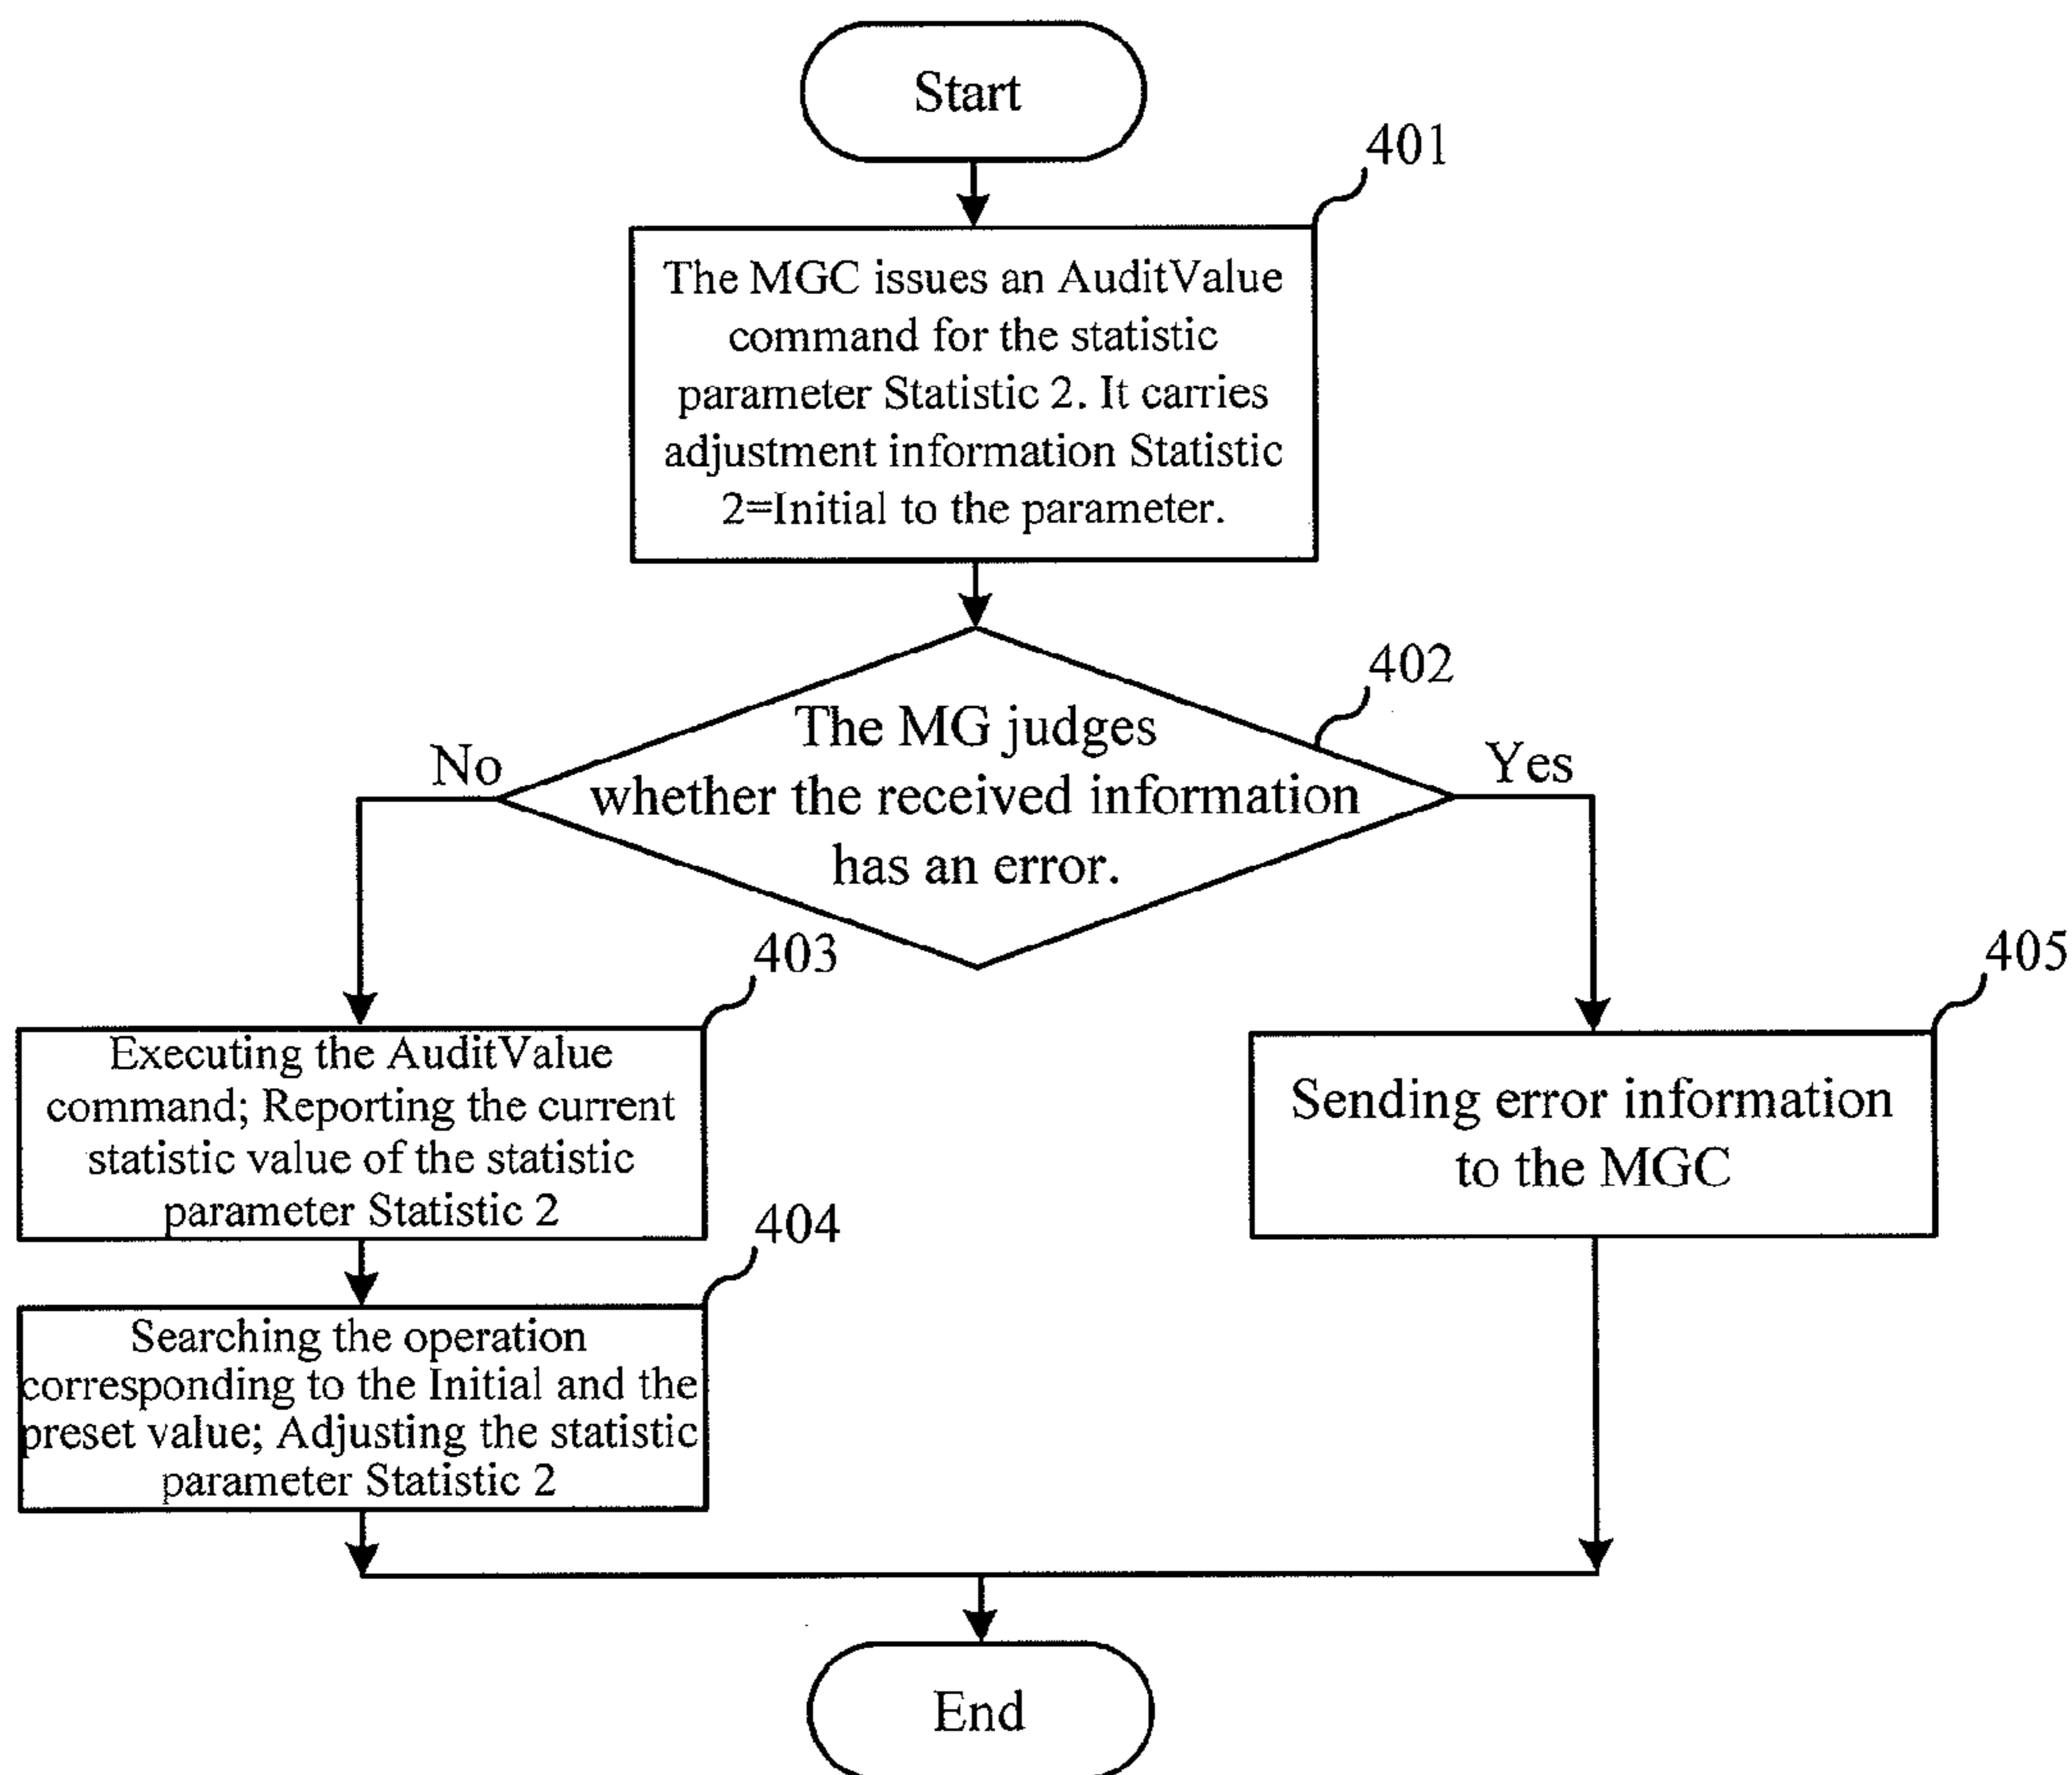 Start
401
The MGC issues an AuditValue
command for the statistic
parameter Statistic 2. It carries
adjustment information Statistic
2=Initial to the parameter.
402
The MG judges
whether the received information
has an error.
No
Yes
403
Executing the AuditValue
command; Reporting the current
statistic value of the statistic
parameter Statistic 2
405
Sending error information
to the MGC
404
Searching the operation
corresponding to the Initial and the
preset value; Adjusting the statistic
parameter Statistic 2
End